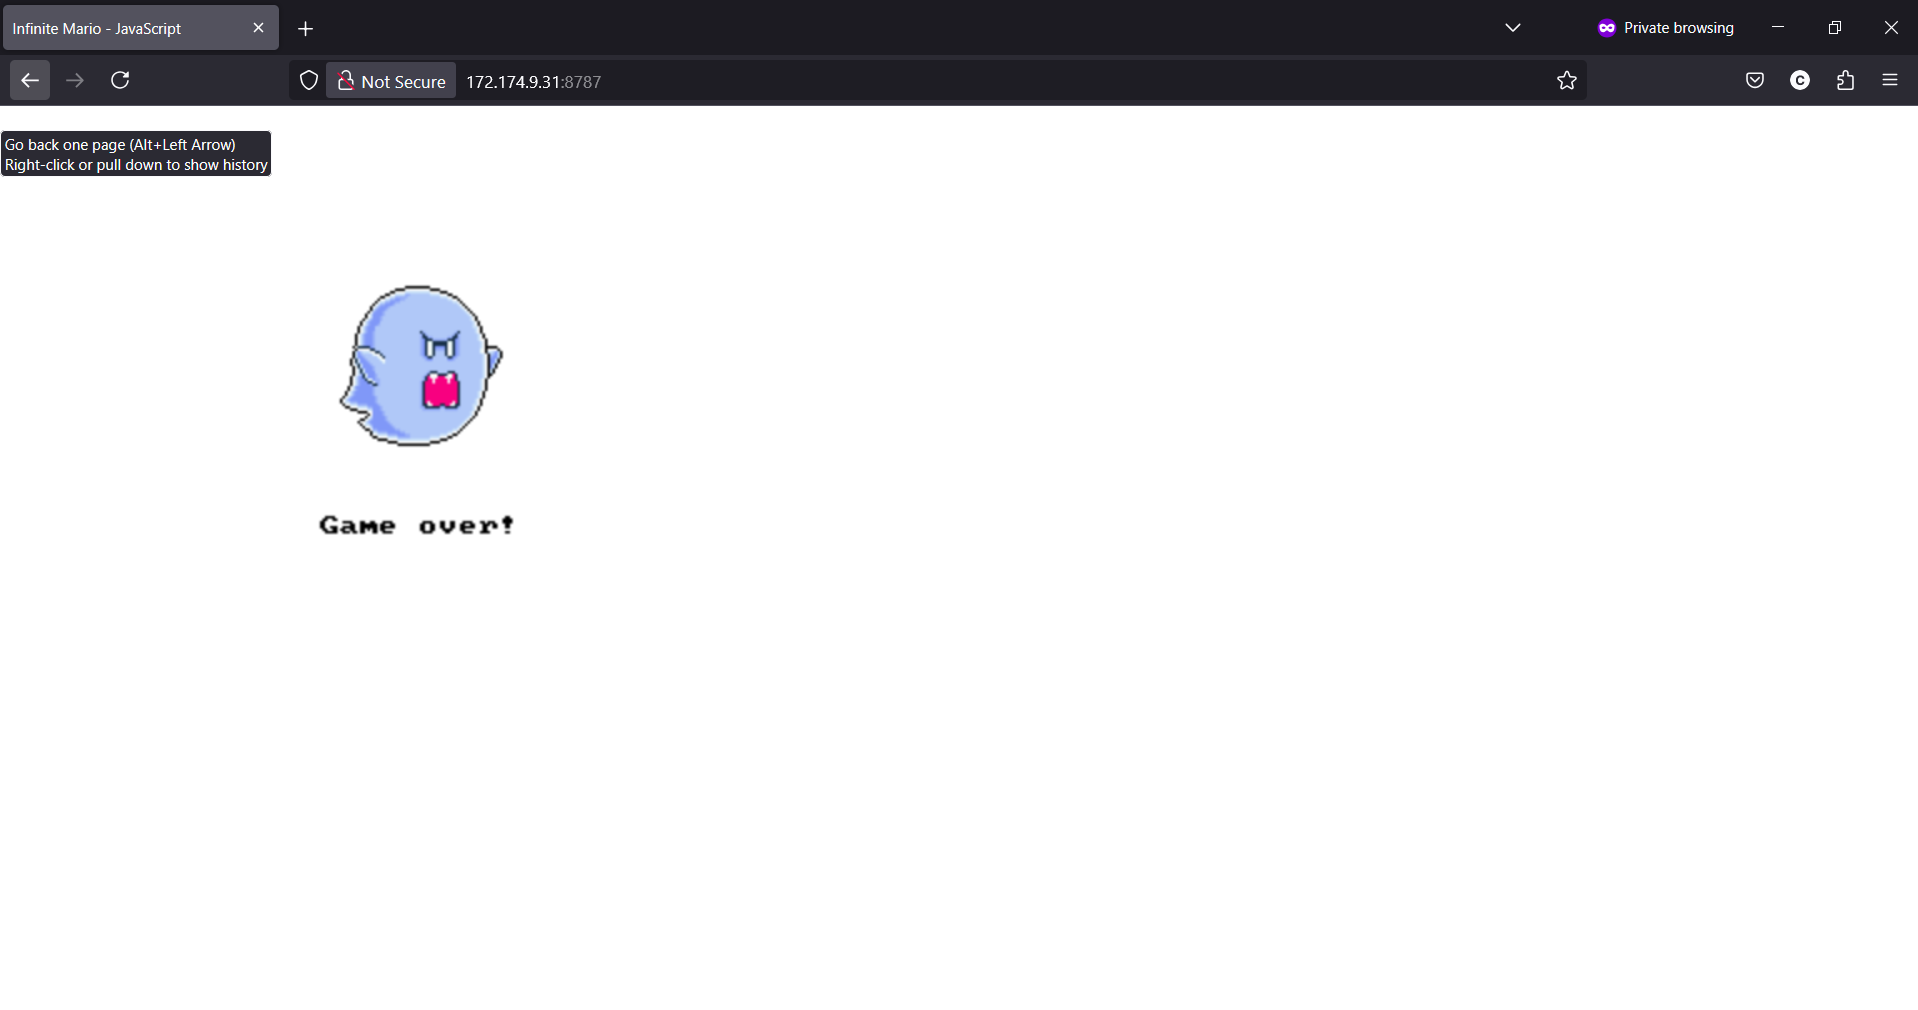 Infinite Mario - JavaScript
Private browsing
Not Secure
172.174.9.31:8787
C
Go back one page (Alt+Left Arrow)
Right-click or pull down to show history
Game over!